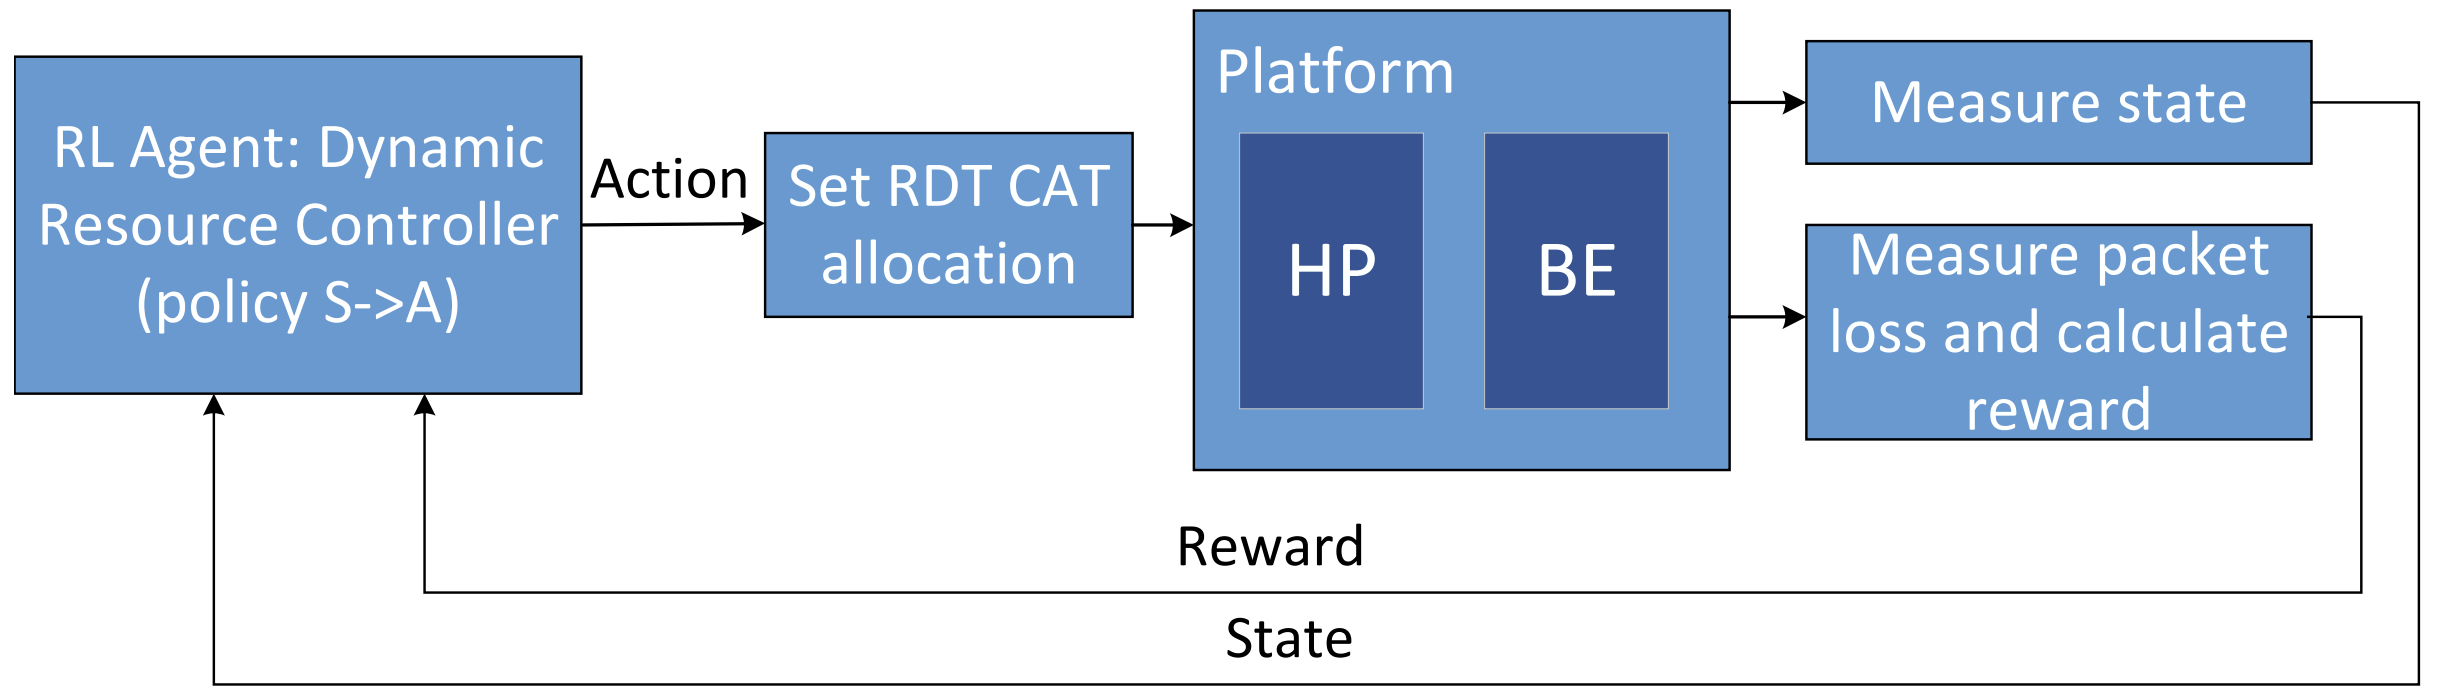 RL Agent: Dynamic
Resource Controller
(policy S->A)
Action
Set RDT CAT
allocation
Platform
HP
BE
Measure state
Measure packet
loss and calculate
reward
Reward
State